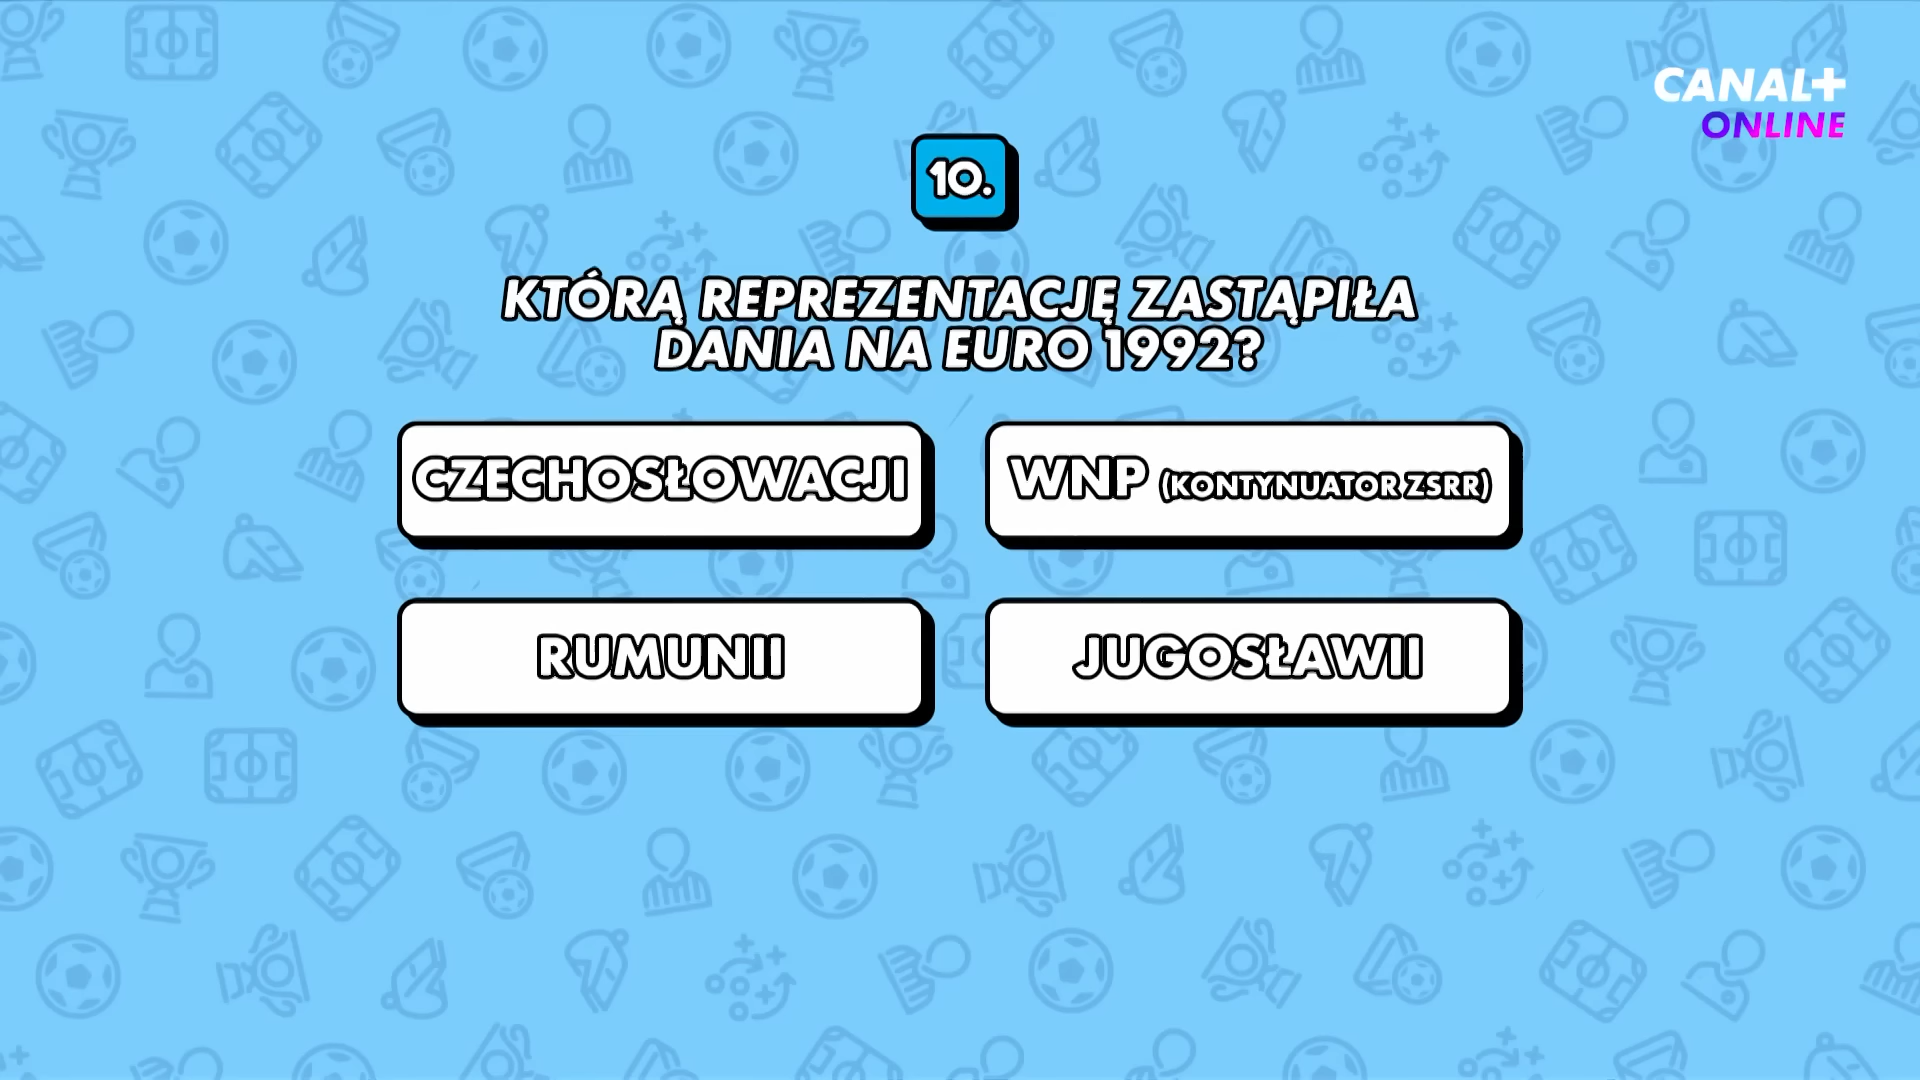 CANAL+
ONLINE
10.
KTÓRĄ REPREZENTACJĘ ZASTĄPIŁA
DANIA NA EURO 1992?
CZECHOSŁOWACJI
WNP (KONTYNUATOR ZSRR)
RUMUNII
JUGOSŁAWII